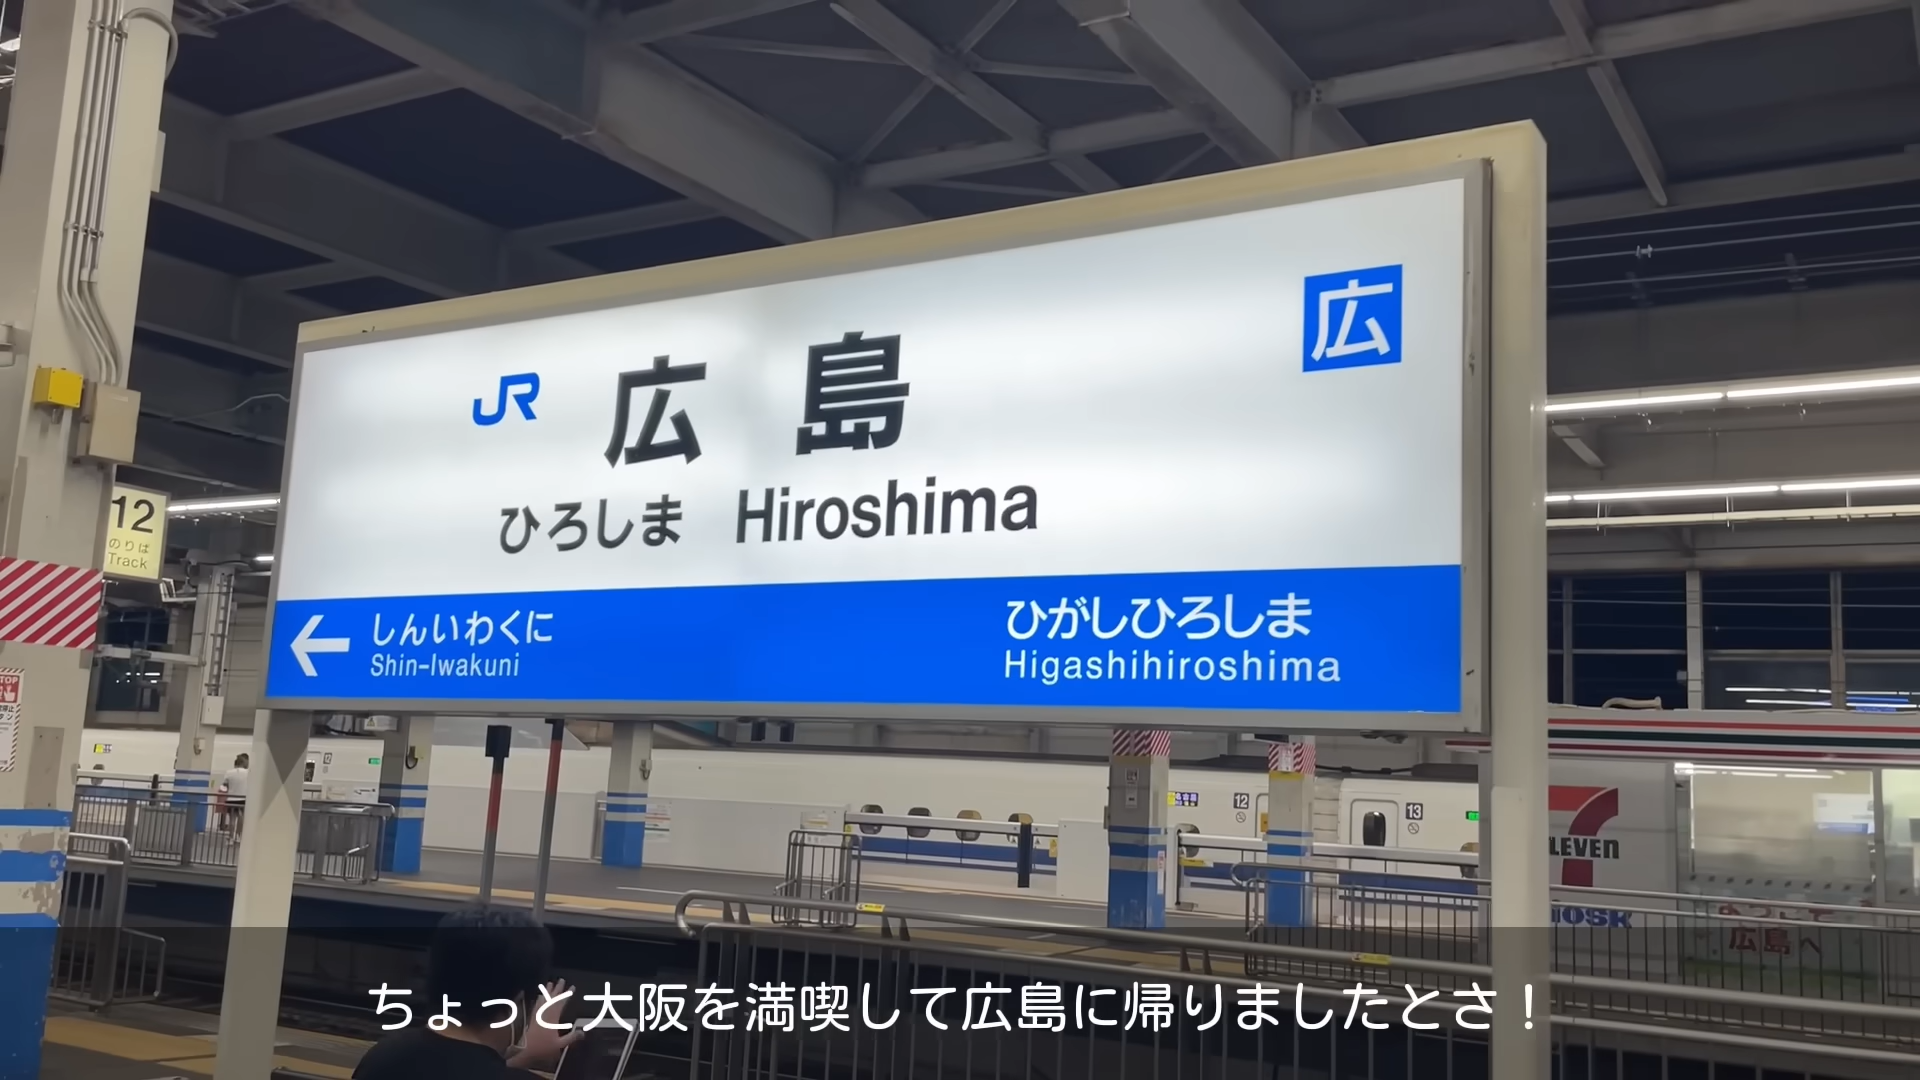 JR 広島
広
ひろしま Hiroshima
しんいわくに
Shin-Iwakuni
ひがしひろしま
Higashihiroshima
12
のりば
Track
12
13
7
LEVEN
KIOSK
広島へ
STOP
ちょっと大阪を満喫して広島に帰りましたとさ！